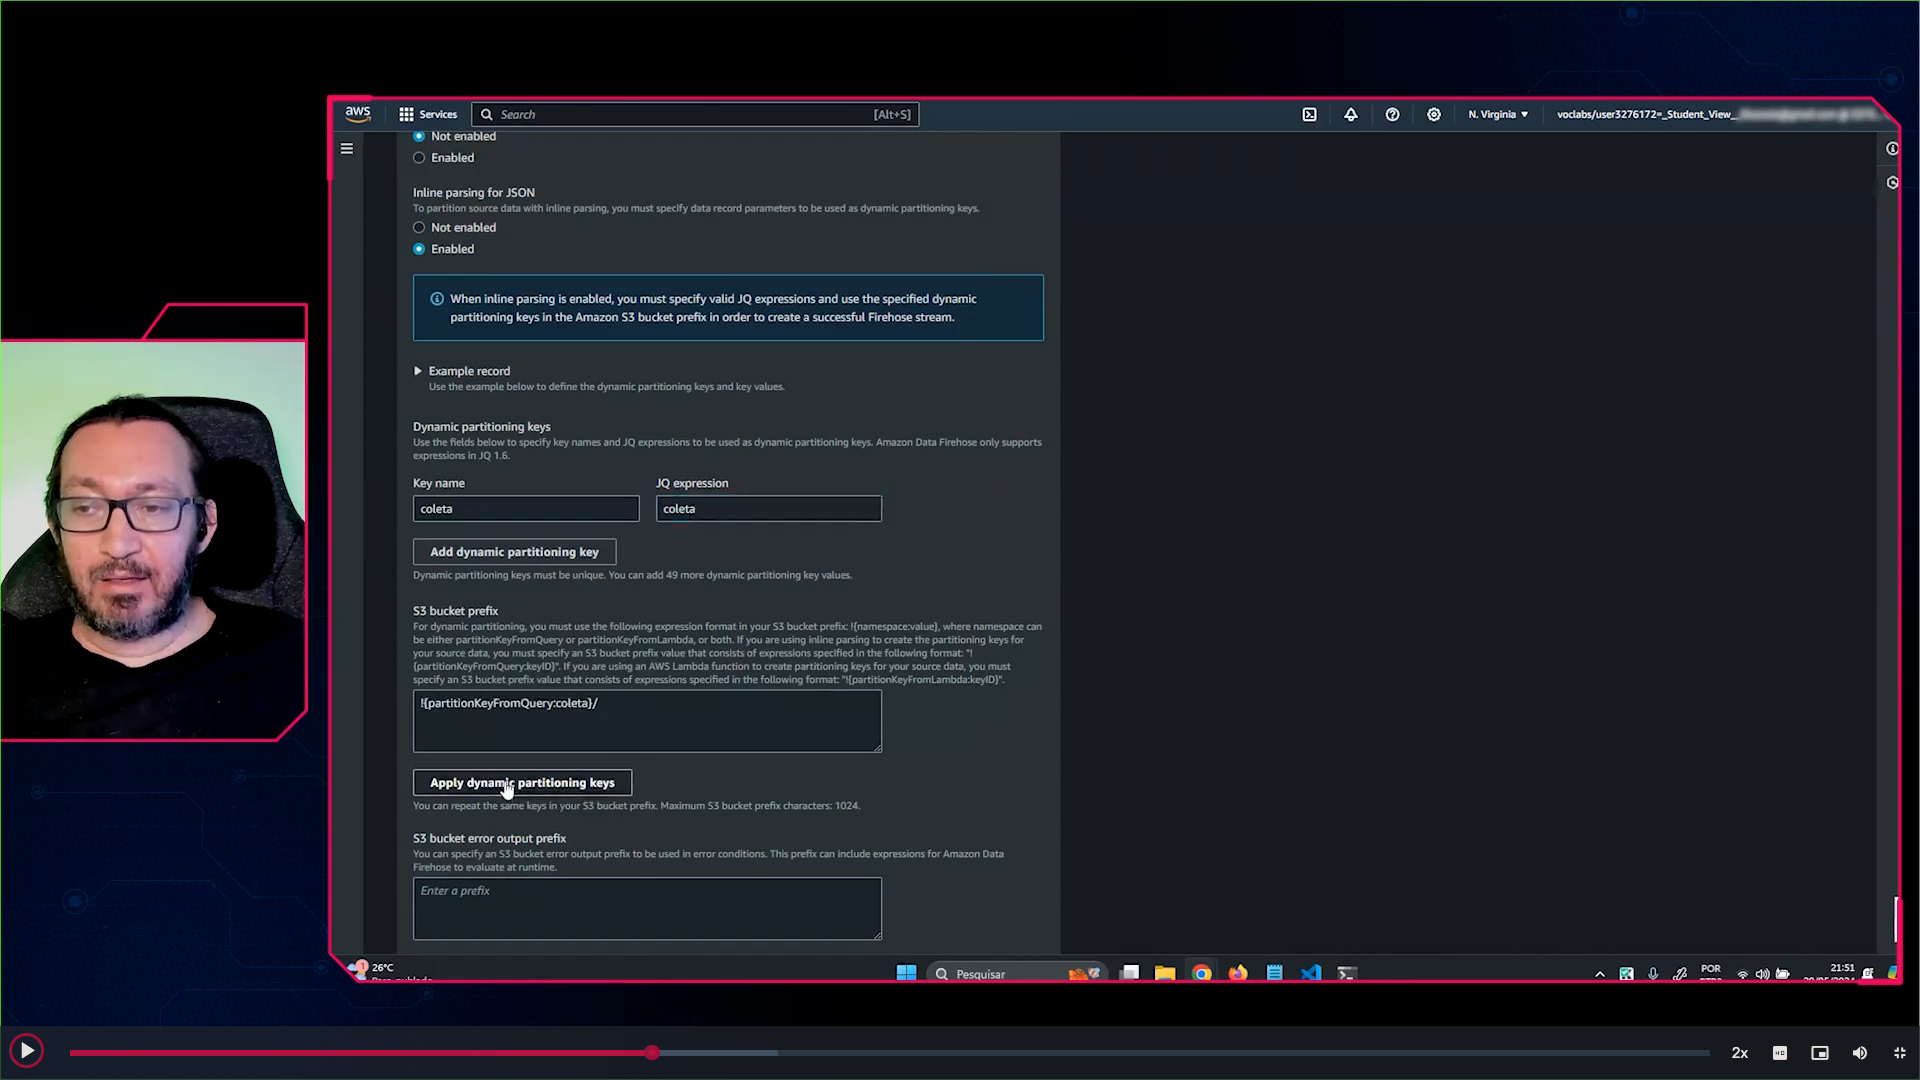 aws
Services
Search
[Alt+S]
N. Virginia
voclabs/user3276172=_Student_View_
Not enabled
Enabled
Inline parsing for JSON
To partition source data with inline parsing, you must specify data record parameters to be used as dynamic partitioning keys.
Not enabled
Enabled
When inline parsing is enabled, you must specify valid JQ expressions and use the specified dynamic
partitioning keys in the Amazon S3 bucket prefix in order to create a successful Firehose stream.
Example record
Use the example below to define the dynamic partitioning keys and key values.
Dynamic partitioning keys
Use the fields below to specify key names and JQ expressions to be used as dynamic partitioning keys. Amazon Data Firehose only supports
expressions in JQ 1.6.
Key name
JQ expression
coleta
coleta
Add dynamic partitioning key
Dynamic partitioning keys must be unique. You can add 49 more dynamic partitioning key values.
S3 bucket prefix
For dynamic partitioning, you must use the following expression format in your S3 bucket prefix: !{namespace:value}, where namespace can
be either partitionKeyFromQuery or partitionKeyFromLambda, or both. If you are using inline parsing to create the partitioning keys for
your source data, you must specify an S3 bucket prefix value that consists of expressions specified in the following format: "!
{partitionKeyFromQuery:keyID}". If you are using an AWS Lambda function to create partitioning keys for your source data, you must
specify an S3 bucket prefix value that consists of expressions specified in the following format: "!{partitionKeyFromLambda:keyID}".
!{partitionKeyFromQuery:coleta}/
Apply dynamic partitioning keys
You can repeat the same keys in your S3 bucket prefix. Maximum S3 bucket prefix characters: 1024.
S3 bucket error output prefix
You can specify an S3 bucket error output prefix to be used in error conditions. This prefix can include expressions for Amazon Data
Firehose to evaluate at runtime.
Enter a prefix
1
26°C
Pesquisar
POR
21:51
2x